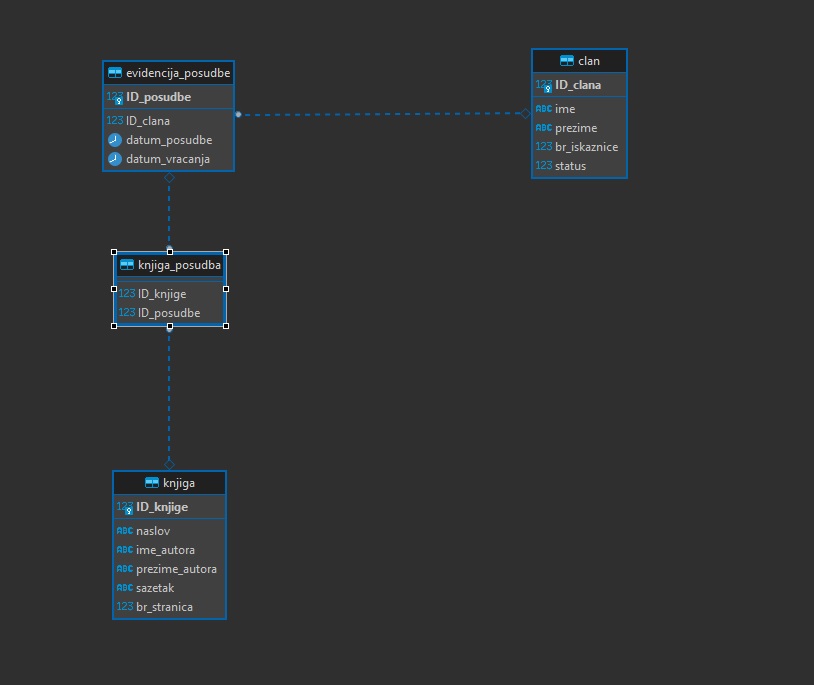 evidencija_posudbe
123 ID_posudbe
123 ID_clana
datum_posudbe
datum_vracanja
clan
123 ID_clana
ABC ime
ABC prezime
123 br_iskaznice
123 status
knjiga_posudba
123 ID_knjige
123 ID_posudbe
knjiga
123 ID_knjige
ABC naslov
ABC ime_autora
ABC prezime_autora
ABC sazetak
123 br_stranica